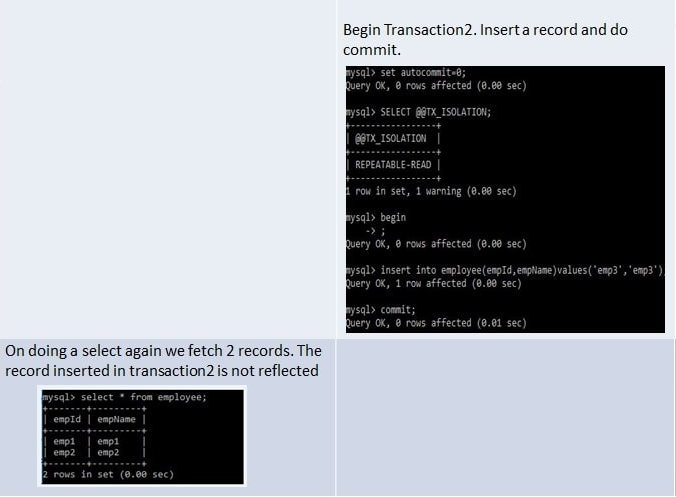 Begin Transaction2. Insert a record and do
commit.
mysql> set autocommit=0;
Query OK, 0 rows affected (0.00 sec)
mysql> SELECT @@TX_ISOLATION;
+-----------------+
| @@TX_ISOLATION |
+-----------------+
| REPEATABLE-READ |
+-----------------+
1 row in set, 1 warning (0.00 sec)
mysql> begin
-> ;
Query OK, 0 rows affected (0.00 sec)
mysql> insert into employee(empId,empName)values('emp3','emp3')
Query OK, 1 row affected (0.00 sec)
mysql> commit;
Query OK, 0 rows affected (0.01 sec)
On doing a select again we fetch 2 records. The
record inserted in transaction2 is not reflected
mysql> select * from employee;
+-------+---------+
| empId | empName |
+-------+---------+
| emp1 | emp1 |
| emp2 | emp2 |
+-------+---------+
2 rows in set (0.00 sec)